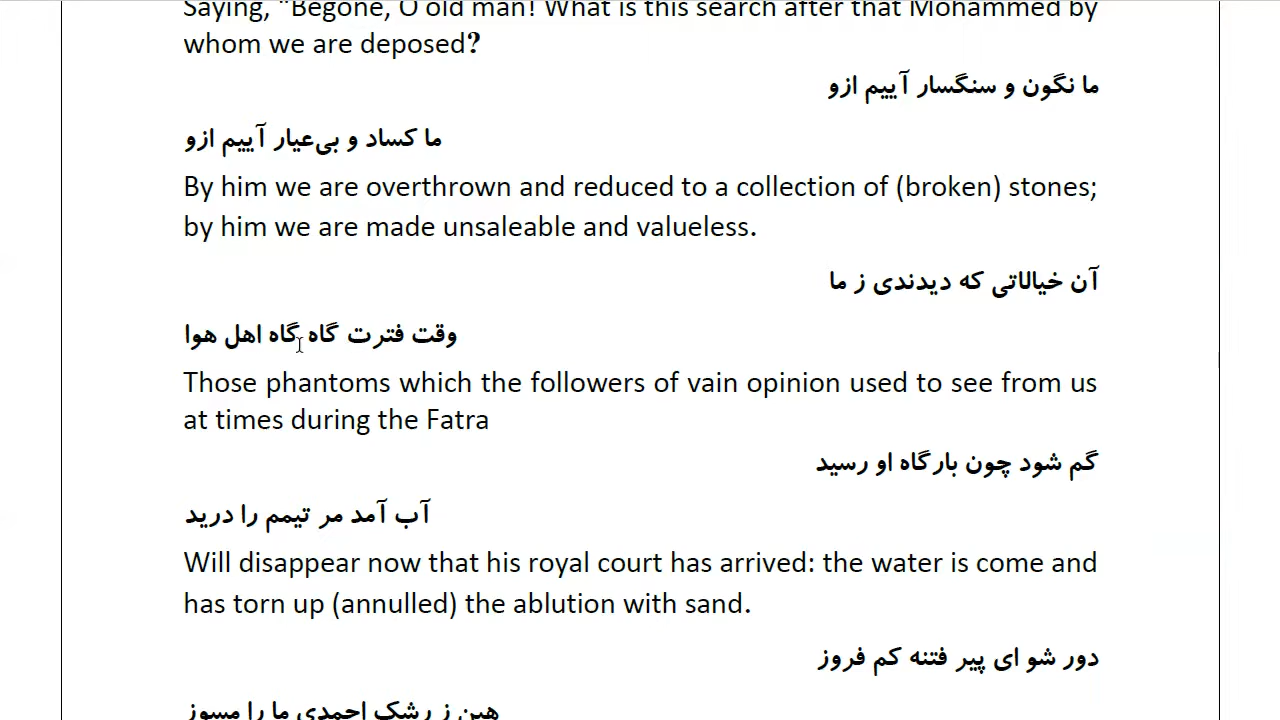 Saying, "Begone, O old man! What is this search after that Mohammed by
whom we are deposed?
ما نگون و سنگسار آییم ازو
ما کساد و بی‌عیار آییم ازو
By him we are overthrown and reduced to a collection of (broken) stones;
by him we are made unsaleable and valueless.
آن خیالاتی که دیدندی ز ما
وقت فترت گاه گاه اهل هوا
Those phantoms which the followers of vain opinion used to see from us
at times during the Fatra
گم شود چون بارگاه او رسید
آب آمد مر تیمم را درید
Will disappear now that his royal court has arrived: the water is come and
has torn up (annulled) the ablution with sand.
دور شو ای پیر فتنه کم فروز
هین ز رشک احمدی ما را مسوز